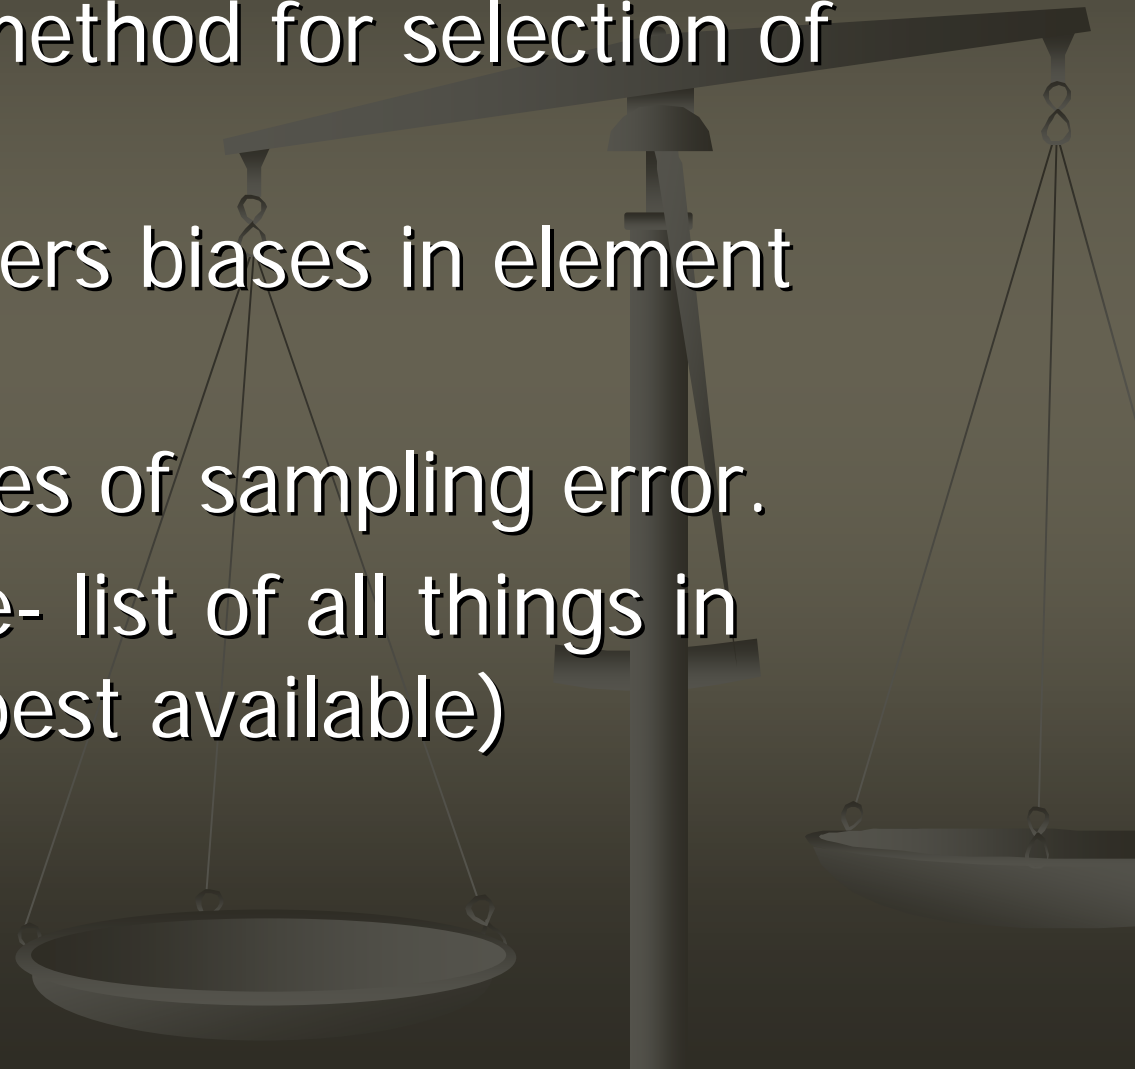 method for selection of
ers biases in element
es of sampling error.
e- list of all things in
best available)